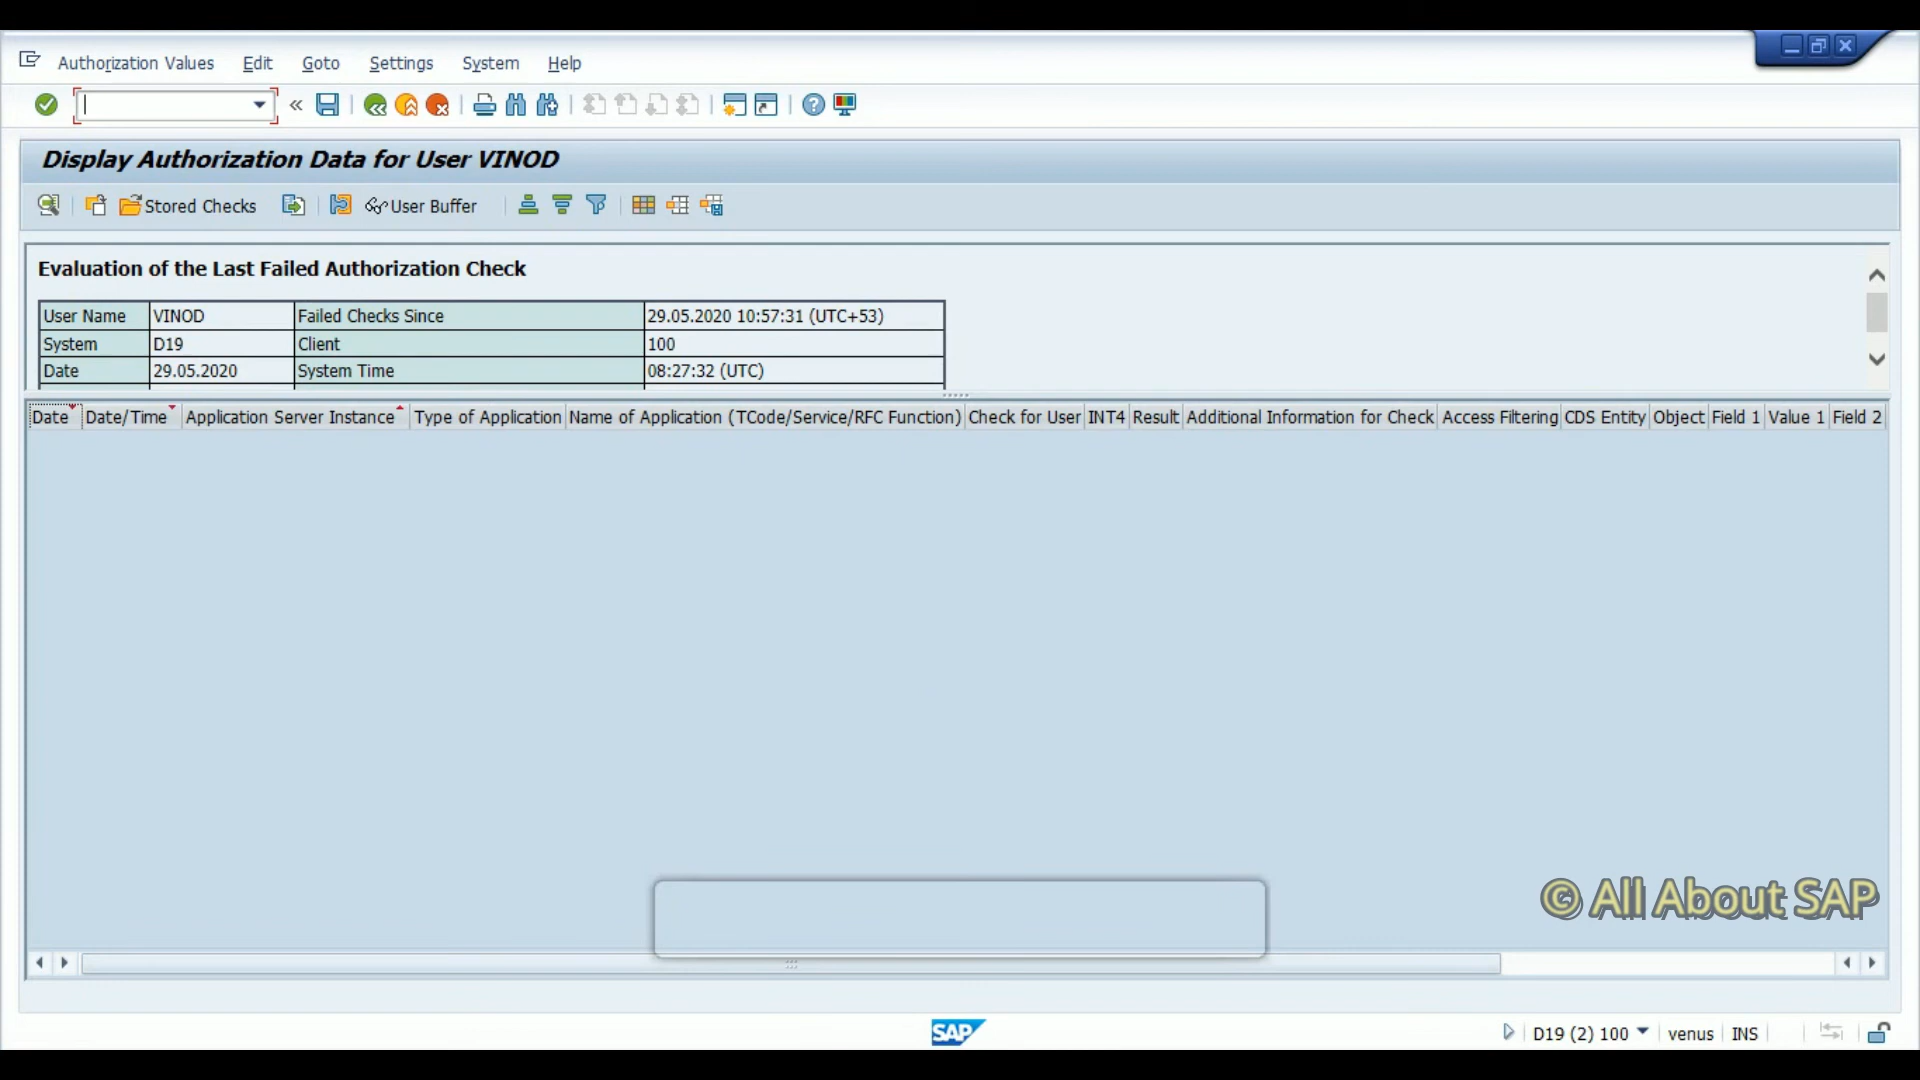 Authorization Values Edit Goto Settings System Help
Display Authorization Data for User VINOD
Stored Checks User Buffer
Evaluation of the Last Failed Authorization Check
User Name VINOD Failed Checks Since 29.05.2020 10:57:31 (UTC+53)
System D19 Client 100
Date 29.05.2020 System Time 08:27:32 (UTC)
Date Date/Time Application Server Instance Type of Application Name of Application (TCode/Service/RFC Function) Check for User INT4 Result Additional Information for Check Access Filtering CDS Entity Object Field 1 Value 1 Field 2
© All About SAP
SAP D19 (2) 100 venus INS